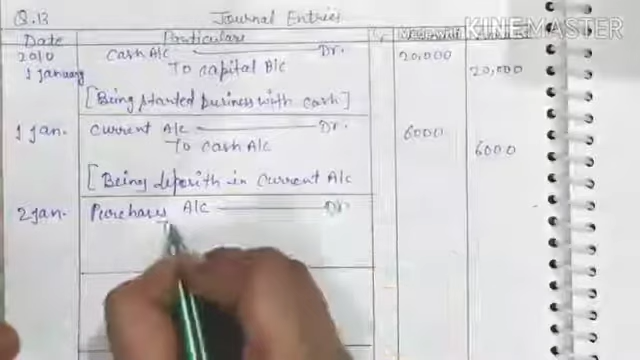 Q.13 Journal Entries
Date Particulars
2010 Cash A/c Dr. 20,000
1 January To capital A/c 20,000
[Being started business with cash]
1 Jan. Current A/c Dr. 6000
To cash A/c 6000
[Being deposith in Current A/c
2 Jan. Purchases A/c Dr.
KINEMASTER